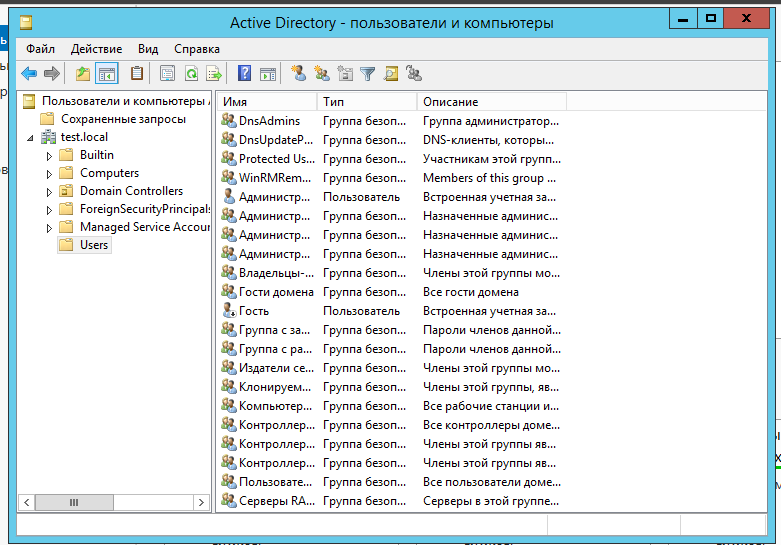 Active Directory - пользователи и компьютеры
Файл Действие Вид Справка
Пользователи и компьютеры
Сохраненные запросы
test.local
Builtin
Computers
Domain Controllers
ForeignSecurityPrincipals
Managed Service Accour
Users
Имя Тип Описание
DnsAdmins Группа безоп... Группа администратор...
DnsUpdateP... Группа безоп... DNS-клиенты, которы...
Protected Us... Группа безоп... Участникам этой групп...
WinRMRem... Группа безоп... Members of this group ...
Администр... Пользователь Встроенная учетная за...
Администр... Группа безоп... Назначенные админис...
Администр... Группа безоп... Назначенные админис...
Администр... Группа безоп... Назначенные админис...
Владельцы-... Группа безоп... Члены этой группы мо...
Гости домена Группа безоп... Все гости домена
Гость Пользователь Встроенная учетная за...
Группа с за... Группа безоп... Пароли членов данной...
Группа с ра... Группа безоп... Пароли членов данной...
Издатели се... Группа безоп... Члены этой группы мо...
Клонируем... Группа безоп... Члены этой группы, яв...
Компьютер... Группа безоп... Все рабочие станции и...
Контроллер... Группа безоп... Все контроллеры доме...
Контроллер... Группа безоп... Члены этой группы яв...
Контроллер... Группа безоп... Члены этой группы яв...
Пользовате... Группа безоп... Все пользователи доме...
Серверы RA... Группа безоп... Серверы в этой группе...